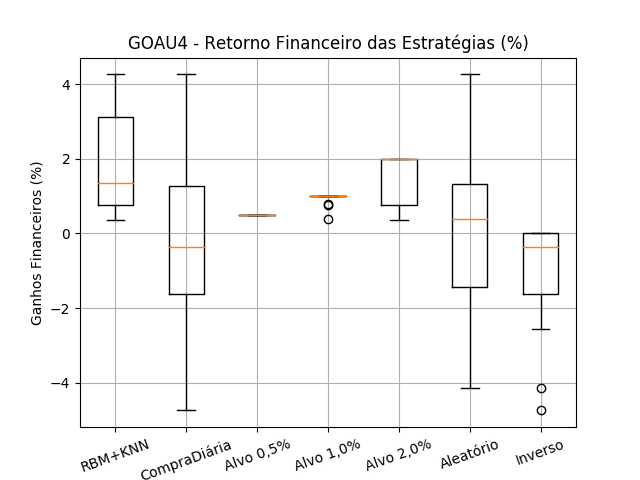 GOAU4 - Retorno Financeiro das Estratégias (%)
Ganhos Financeiros (%)
4
2
0
−2
−4
RBM+KNN
CompraDiária
Alvo 0,5%
Alvo 1,0%
Alvo 2,0%
Aleatório
Inverso